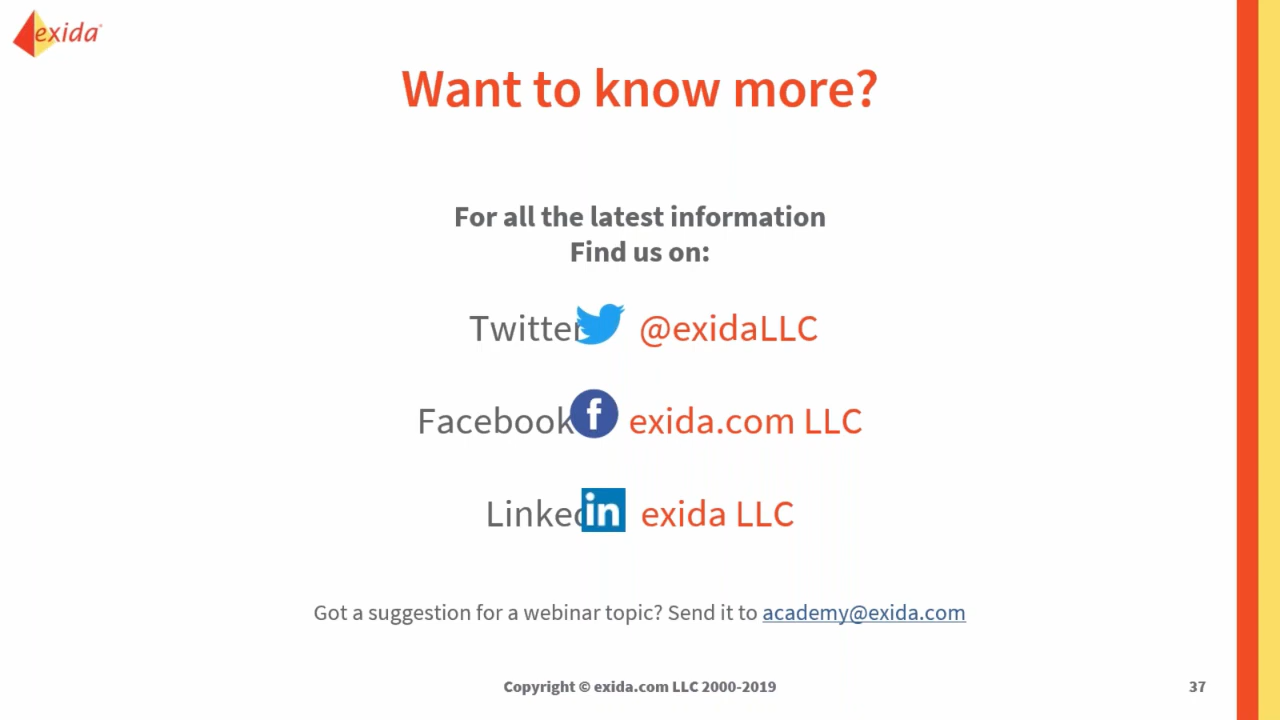 exida
Want to know more?
For all the latest information
Find us on:
Twitter @exidaLLC
Facebook f exida.com LLC
Linked in exida LLC
Got a suggestion for a webinar topic? Send it to academy@exida.com
Copyright © exida.com LLC 2000-2019
37